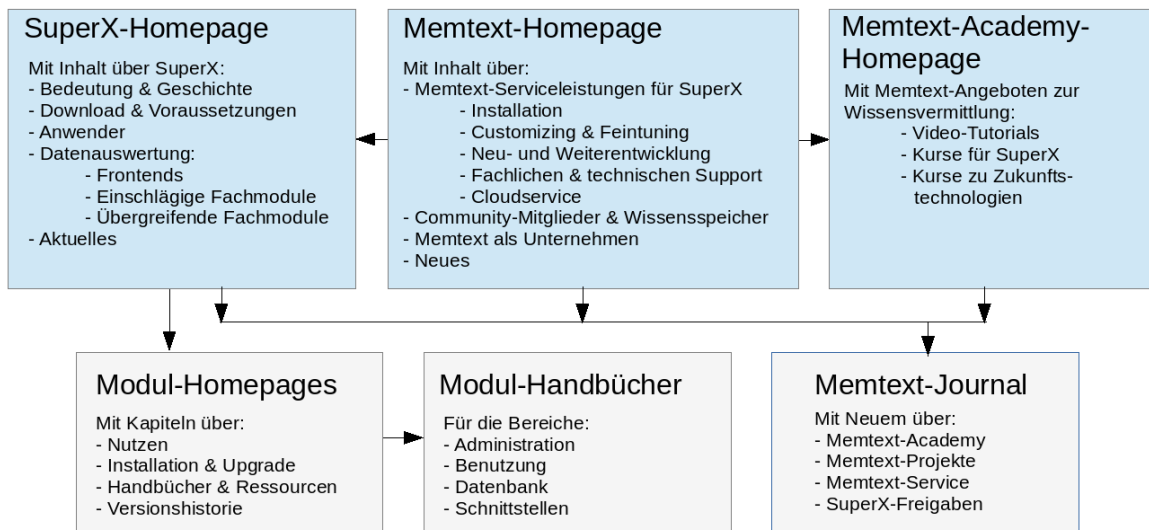 SuperX-Homepage
Mit Inhalt über SuperX:
- Bedeutung & Geschichte
- Download & Voraussetzungen
- Anwender
- Datenauswertung:
- Frontends
- Einschlägige Fachmodule
- Übergreifende Fachmodule
- Aktuelles
Memtext-Homepage
Mit Inhalt über:
- Memtext-Serviceleistungen für SuperX
- Installation
- Customizing & Feintuning
- Neu- und Weiterentwicklung
- Fachlichen & technischen Support
- Cloudservice
- Community-Mitglieder & Wissensspeicher
- Memtext als Unternehmen
- Neues
Memtext-Academy-
Homepage
Mit Memtext-Angeboten zur
Wissensvermittlung:
- Video-Tutorials
- Kurse für SuperX
- Kurse zu Zukunfts-
technologien
Modul-Homepages
Mit Kapiteln über:
- Nutzen
- Installation & Upgrade
- Handbücher & Ressourcen
- Versionshistorie
Modul-Handbücher
Für die Bereiche:
- Administration
- Benutzung
- Datenbank
- Schnittstellen
Memtext-Journal
Mit Neuem über:
- Memtext-Academy
- Memtext-Projekte
- Memtext-Service
- SuperX-Freigaben